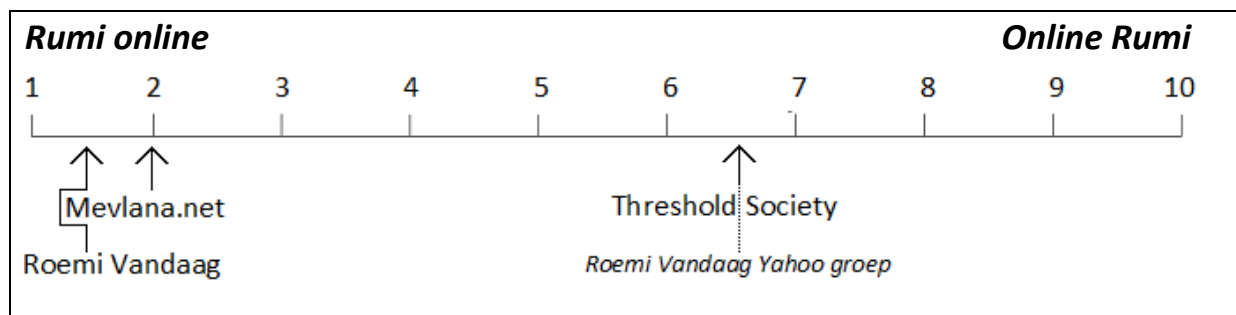 Rumi online Online Rumi
1 2 3 4 5 6 7 8 9 10
Mevlana.net Threshold Society
Roemi Vandaag Roemi Vandaag Yahoo groep